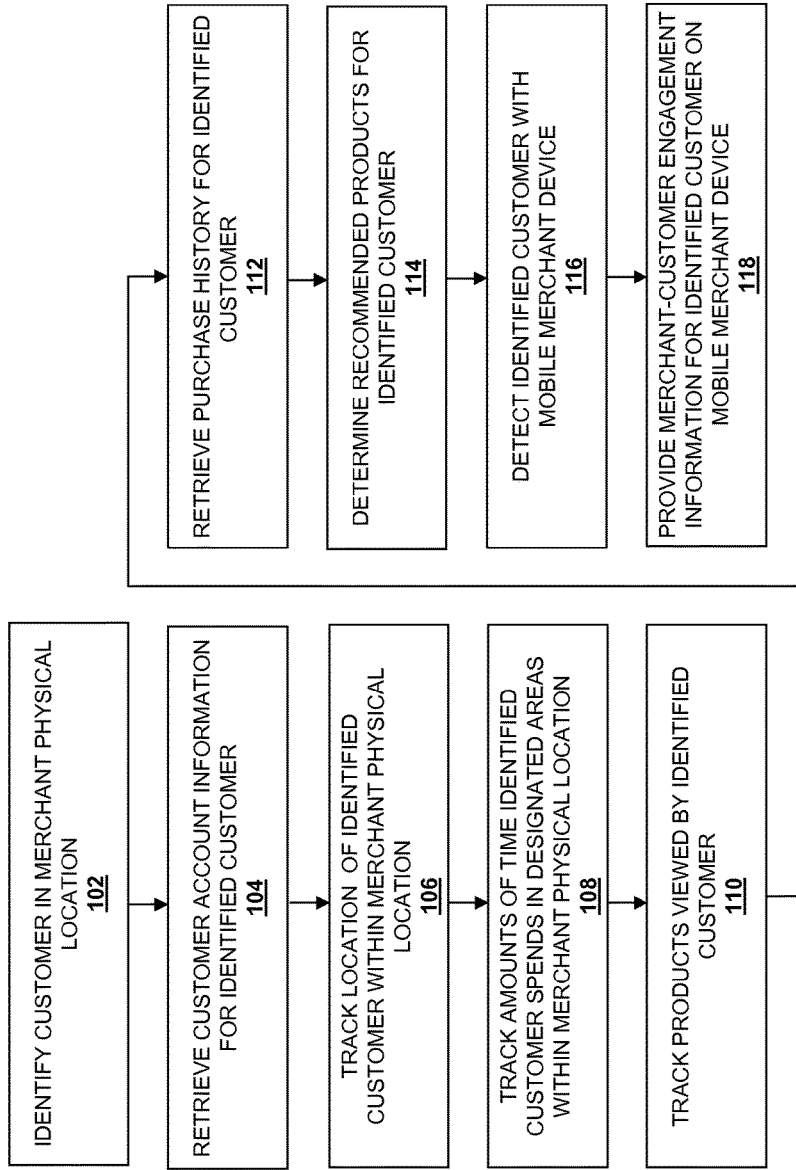 IDENTIFY CUSTOMER IN MERCHANT PHYSICAL
LOCATION
102
RETRIEVE CUSTOMER ACCOUNT INFORMATION
FOR IDENTIFIED CUSTOMER
104
TRACK LOCATION OF IDENTIFIED
CUSTOMER WITHIN MERCHANT PHYSICAL
LOCATION
106
TRACK AMOUNTS OF TIME IDENTIFIED
CUSTOMER SPENDS IN DESIGNATED AREAS
WITHIN MERCHANT PHYSICAL LOCATION
108
TRACK PRODUCTS VIEWED BY IDENTIFIED
CUSTOMER
110
RETRIEVE PURCHASE HISTORY FOR IDENTIFIED
CUSTOMER
112
DETERMINE RECOMMENDED PRODUCTS FOR
IDENTIFIED CUSTOMER
114
DETECT IDENTIFIED CUSTOMER WITH
MOBILE MERCHANT DEVICE
116
PROVIDE MERCHANT-CUSTOMER ENGAGEMENT
INFORMATION FOR IDENTIFIED CUSTOMER ON
MOBILE MERCHANT DEVICE
118